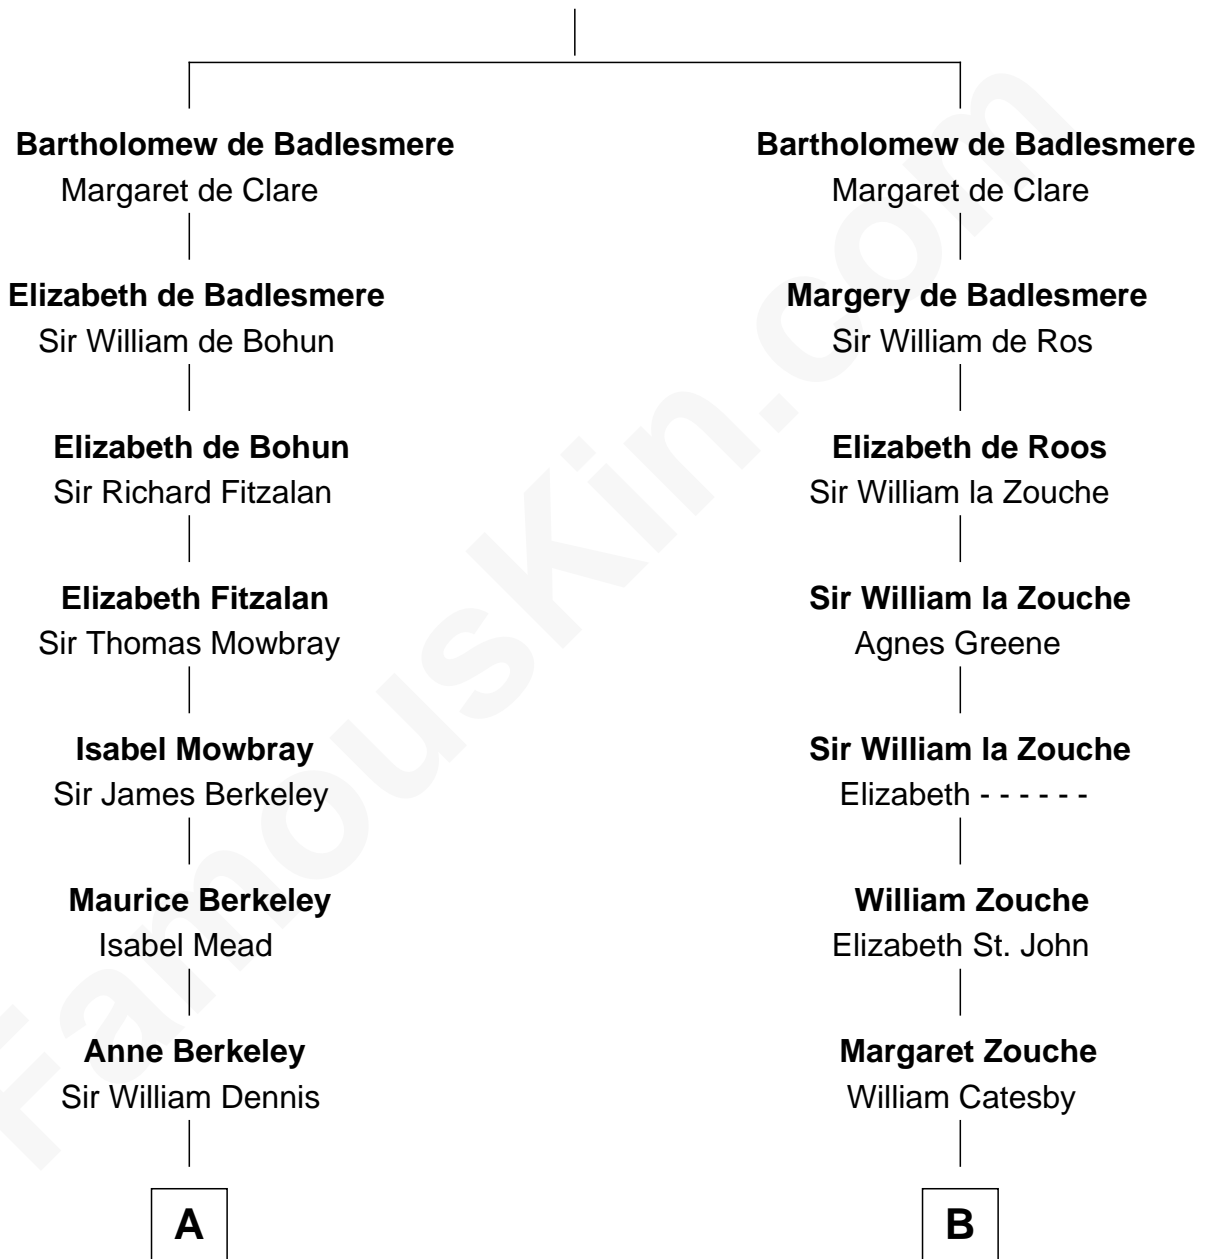 Bartholomew de Badlesmere
Margaret de Clare
Elizabeth de Badlesmere
Sir William de Bohun
Elizabeth de Bohun
Sir Richard Fitzalan
Elizabeth Fitzalan
Sir Thomas Mowbray
Isabel Mowbray
Sir James Berkeley
Maurice Berkeley
Isabel Mead
Anne Berkeley
Sir William Dennis
A
Bartholomew de Badlesmere
Margaret de Clare
Margery de Badlesmere
Sir William de Ros
Elizabeth de Roos
Sir William la Zouche
Sir William la Zouche
Agnes Greene
Sir William la Zouche
Elizabeth - - - - - -
William Zouche
Elizabeth St. John
Margaret Zouche
William Catesby
B
FamousKin.com